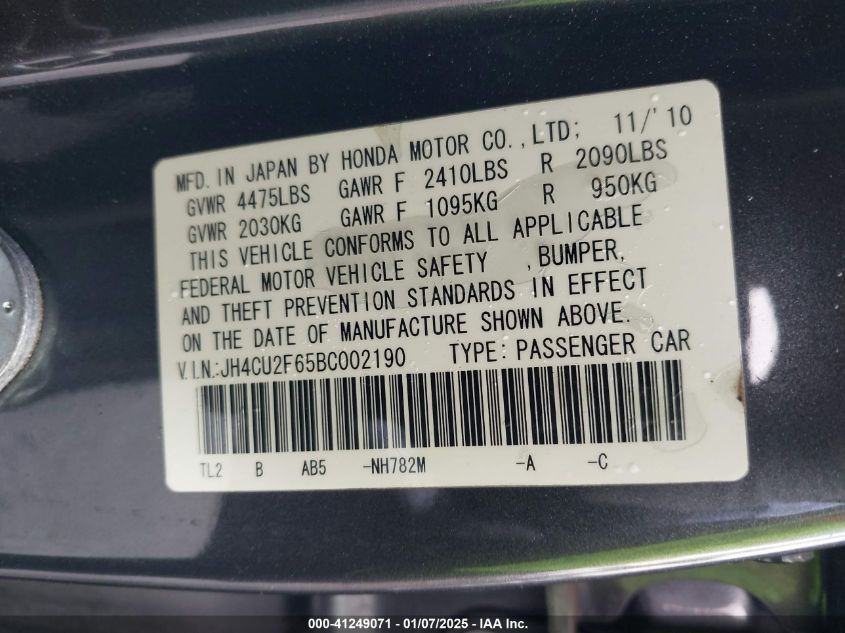 MFD. IN JAPAN BY HONDA MOTOR CO., LTD; 11/'10
GVWR 4475LBS GAWR F 2410LBS R 2090LBS
GVWR 2030KG GAWR F 1095KG R 950KG
THIS VEHICLE CONFORMS TO ALL APPLICABLE
FEDERAL MOTOR VEHICLE SAFETY , BUMPER,
AND THEFT PREVENTION STANDARDS IN EFFECT
ON THE DATE OF MANUFACTURE SHOWN ABOVE.
V.I.N.:JH4CU2F65BC002190 TYPE: PASSENGER CAR
TL2 B AB5 -NH782M -A -C
000-41249071 - 01/07/2025 - IAA Inc.